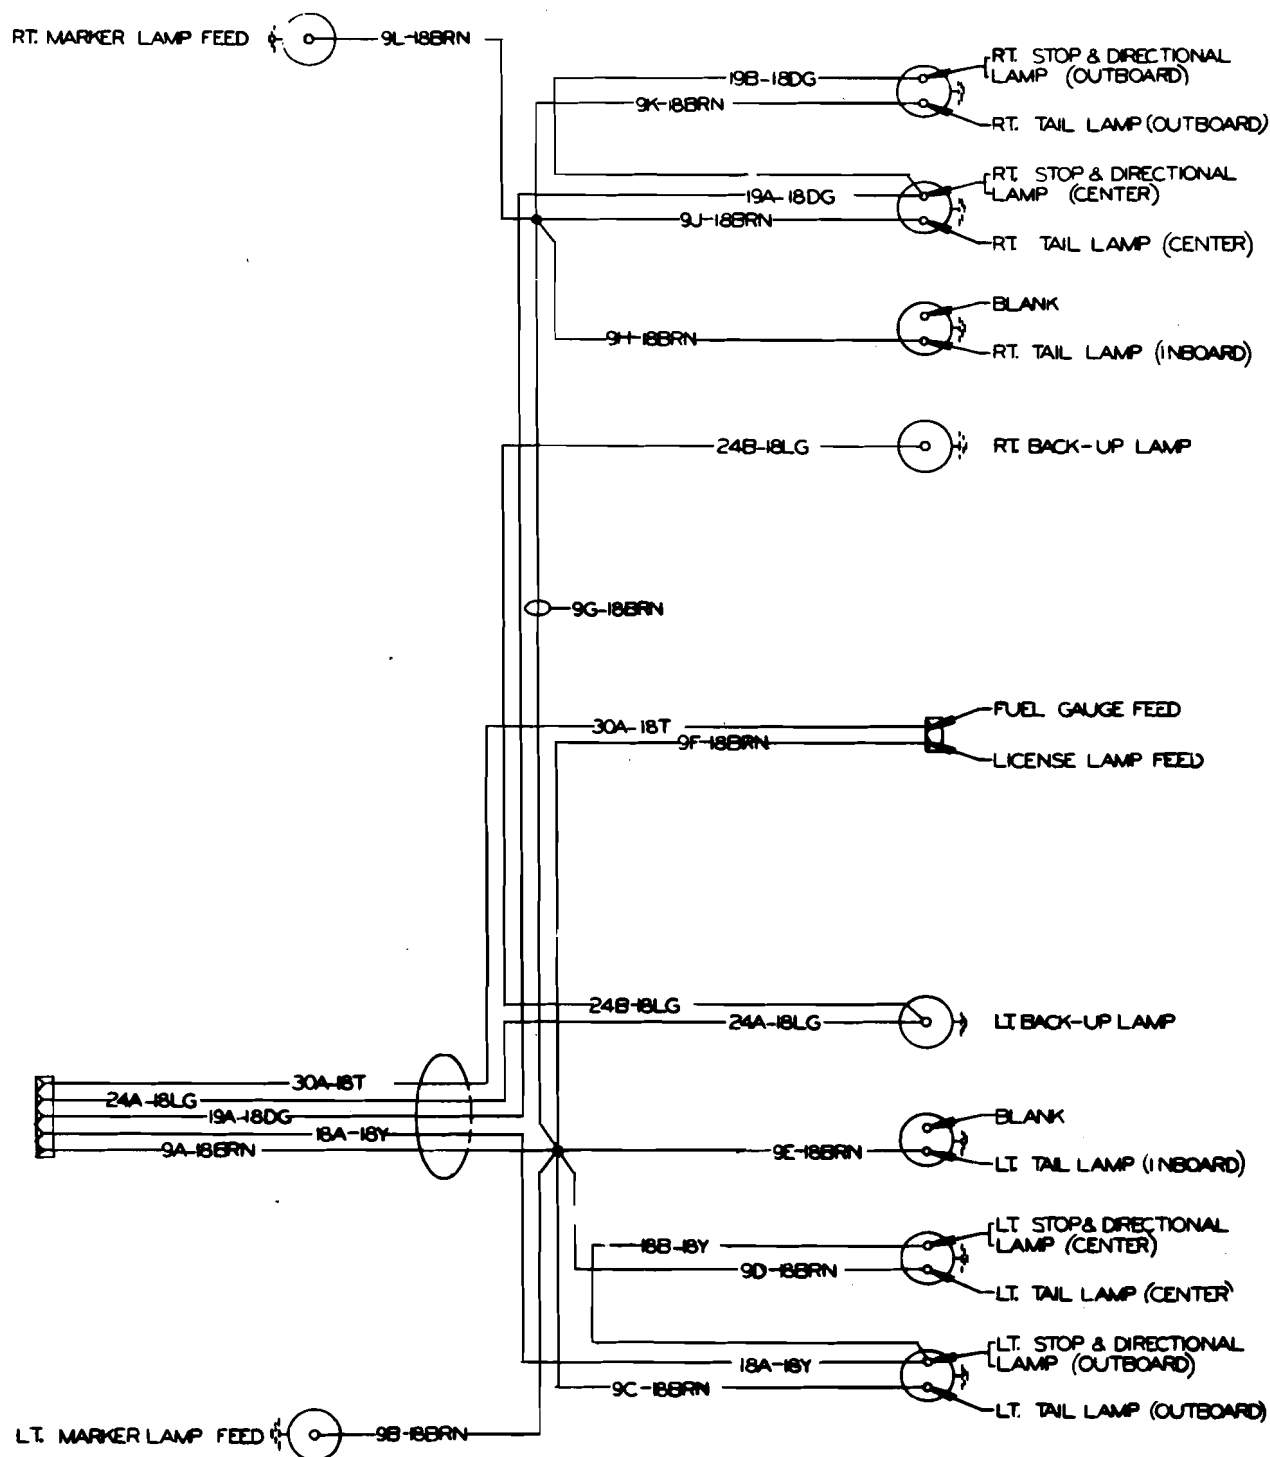 RT. MARKER LAMP FEED
9L-18BRN
19B-18DG
RT. STOP & DIRECTIONAL
LAMP (OUTBOARD)
9K-18BRN
RT. TAIL LAMP (OUTBOARD)
19A-18DG
RT. STOP & DIRECTIONAL
LAMP (CENTER)
9J-18BRN
RT. TAIL LAMP (CENTER)
BLANK
9H-18BRN
RT. TAIL LAMP (INBOARD)
24B-18LG
RT. BACK-UP LAMP
9G-18BRN
FUEL GAUGE FEED
30A-18T
9F-18BRN
LICENSE LAMP FEED
24B-18LG
24A-18LG
LT. BACK-UP LAMP
30A-18T
24A-18LG
19A-18DG
18A-18Y
9A-18BRN
BLANK
9E-18BRN
LT. TAIL LAMP (INBOARD)
18B-18Y
LT. STOP & DIRECTIONAL
LAMP (CENTER)
9D-18BRN
LT. TAIL LAMP (CENTER)
18A-18Y
LT. STOP & DIRECTIONAL
LAMP (OUTBOARD)
9C-18BRN
LT. TAIL LAMP (OUTBOARD)
LT. MARKER LAMP FEED
9B-18BRN